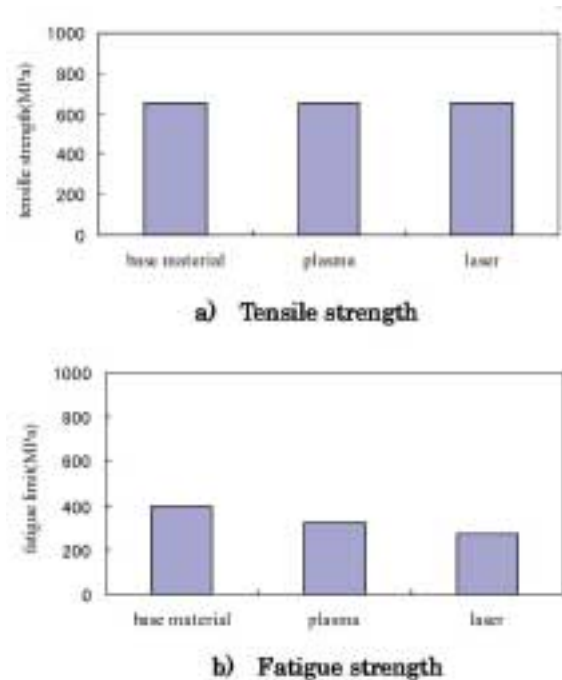 1000
800
600
400
200
0
tensile strength(MPa)
base material plasma laser
a) Tensile strength
1000
800
600
400
200
0
fatigue limit(MPa)
base material plasma laser
b) Fatigue strength